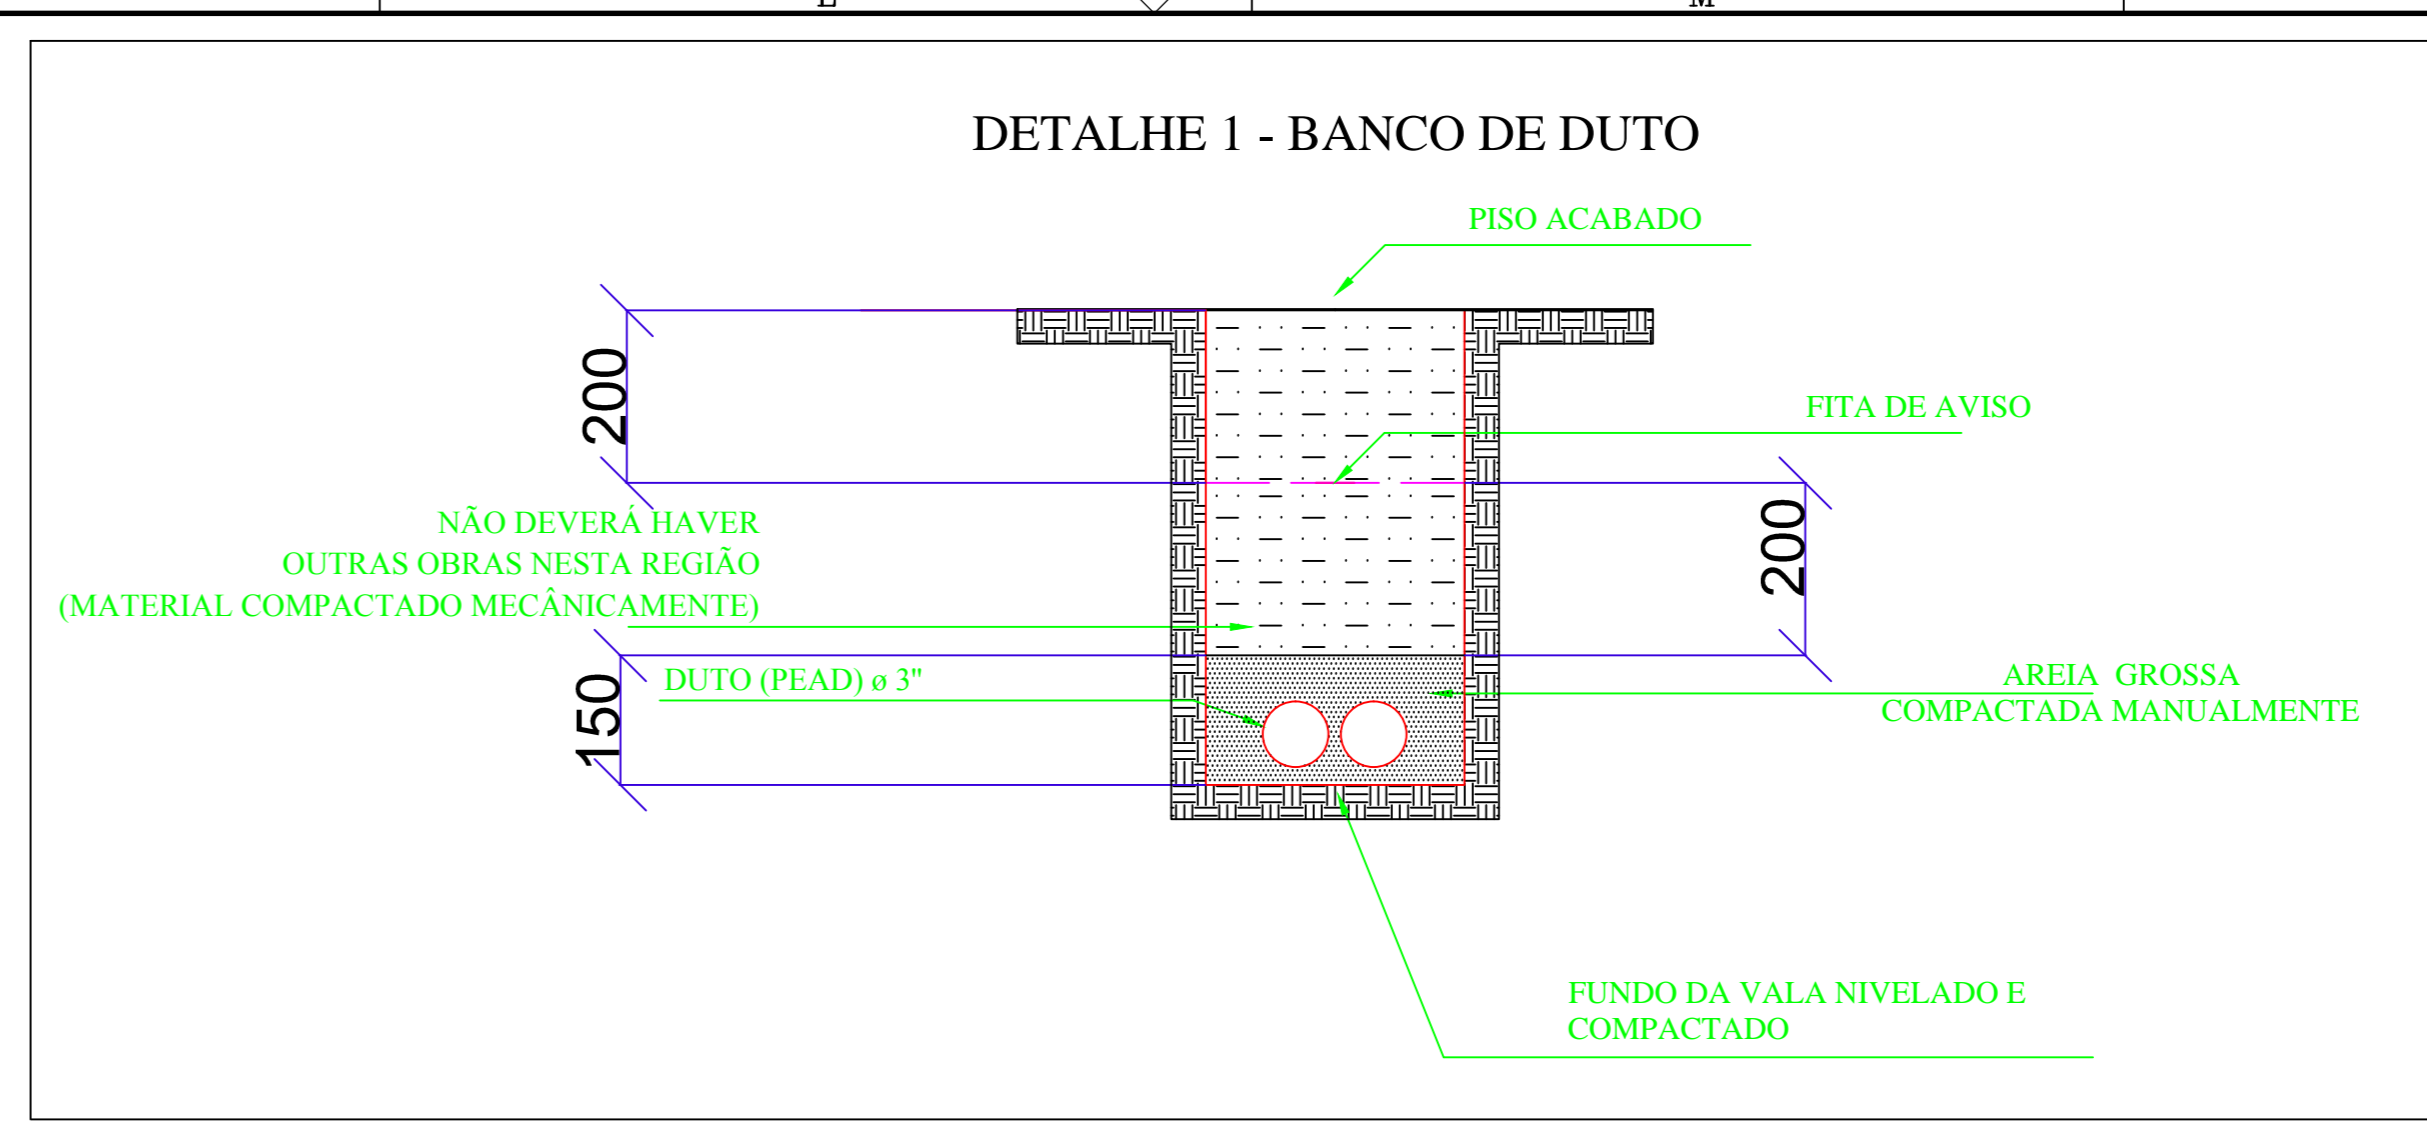 DETALHE 1 - BANCO DE DUTO
PISO ACABADO
200
FITA DE AVISO
NÃO DEVERÁ HAVER
OUTRAS OBRAS NESTA REGIÃO
(MATERIAL COMPACTADO MECÂNICAMENTE)
200
DUTO (PEAD) ø 3"
150
AREIA GROSSA
COMPACTADA MANUALMENTE
FUNDO DA VALA NIVELADO E
COMPACTADO